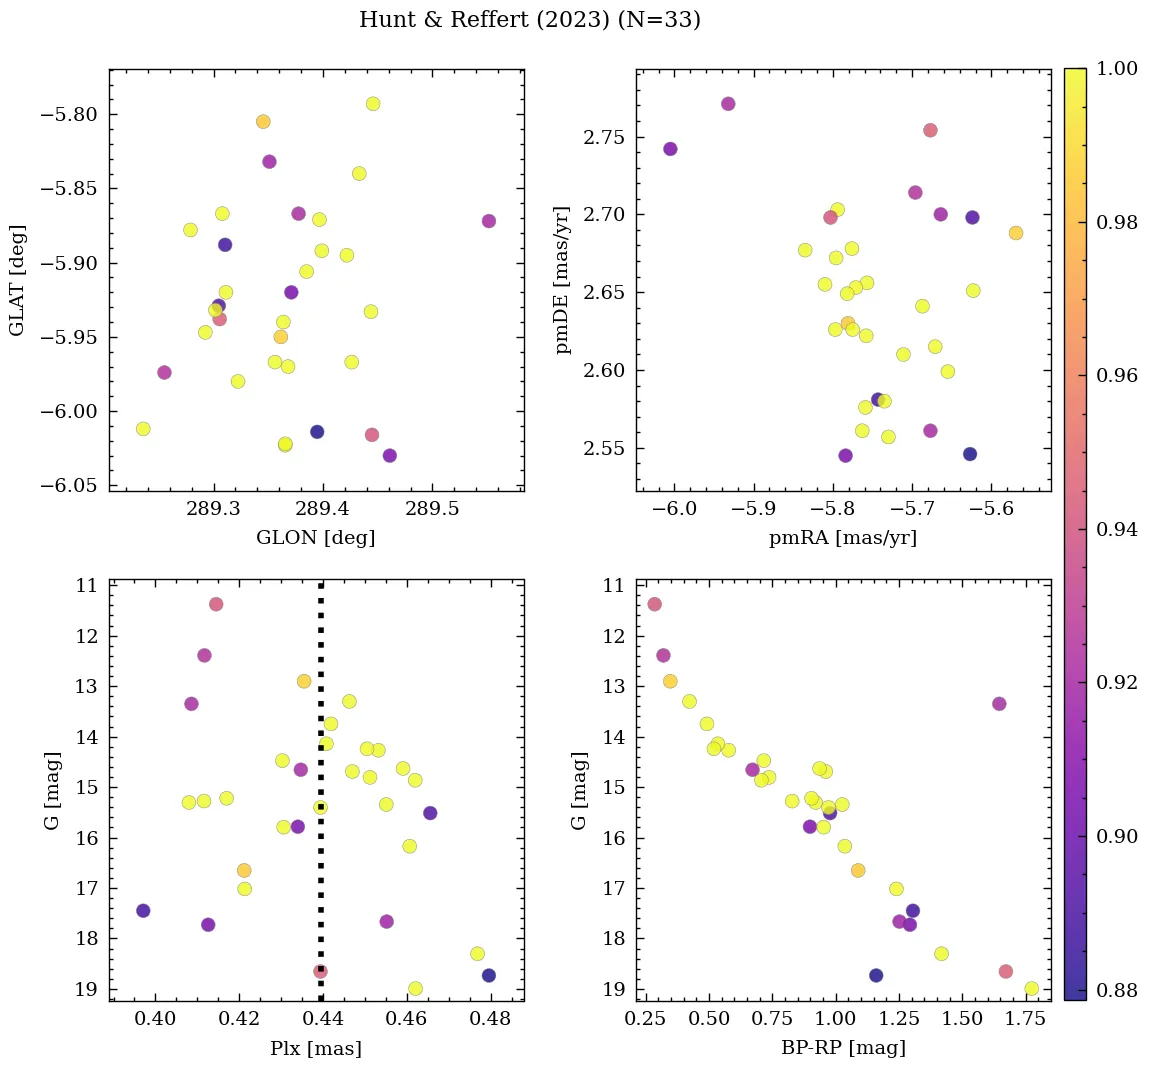 Hunt & Reffert (2023) (N=33)
−5.80
−5.85
−5.90
−5.95
−6.00
−6.05
GLAT [deg]
289.3 289.4 289.5
GLON [deg]
2.75
2.70
2.65
2.60
2.55
pmDE [mas/yr]
−6.0 −5.9 −5.8 −5.7 −5.6
pmRA [mas/yr]
11
12
13
14
15
16
17
18
19
G [mag]
0.40 0.42 0.44 0.46 0.48
Plx [mas]
11
12
13
14
15
16
17
18
19
G [mag]
0.25 0.50 0.75 1.00 1.25 1.50 1.75
BP-RP [mag]
1.00
0.98
0.96
0.94
0.92
0.90
0.88